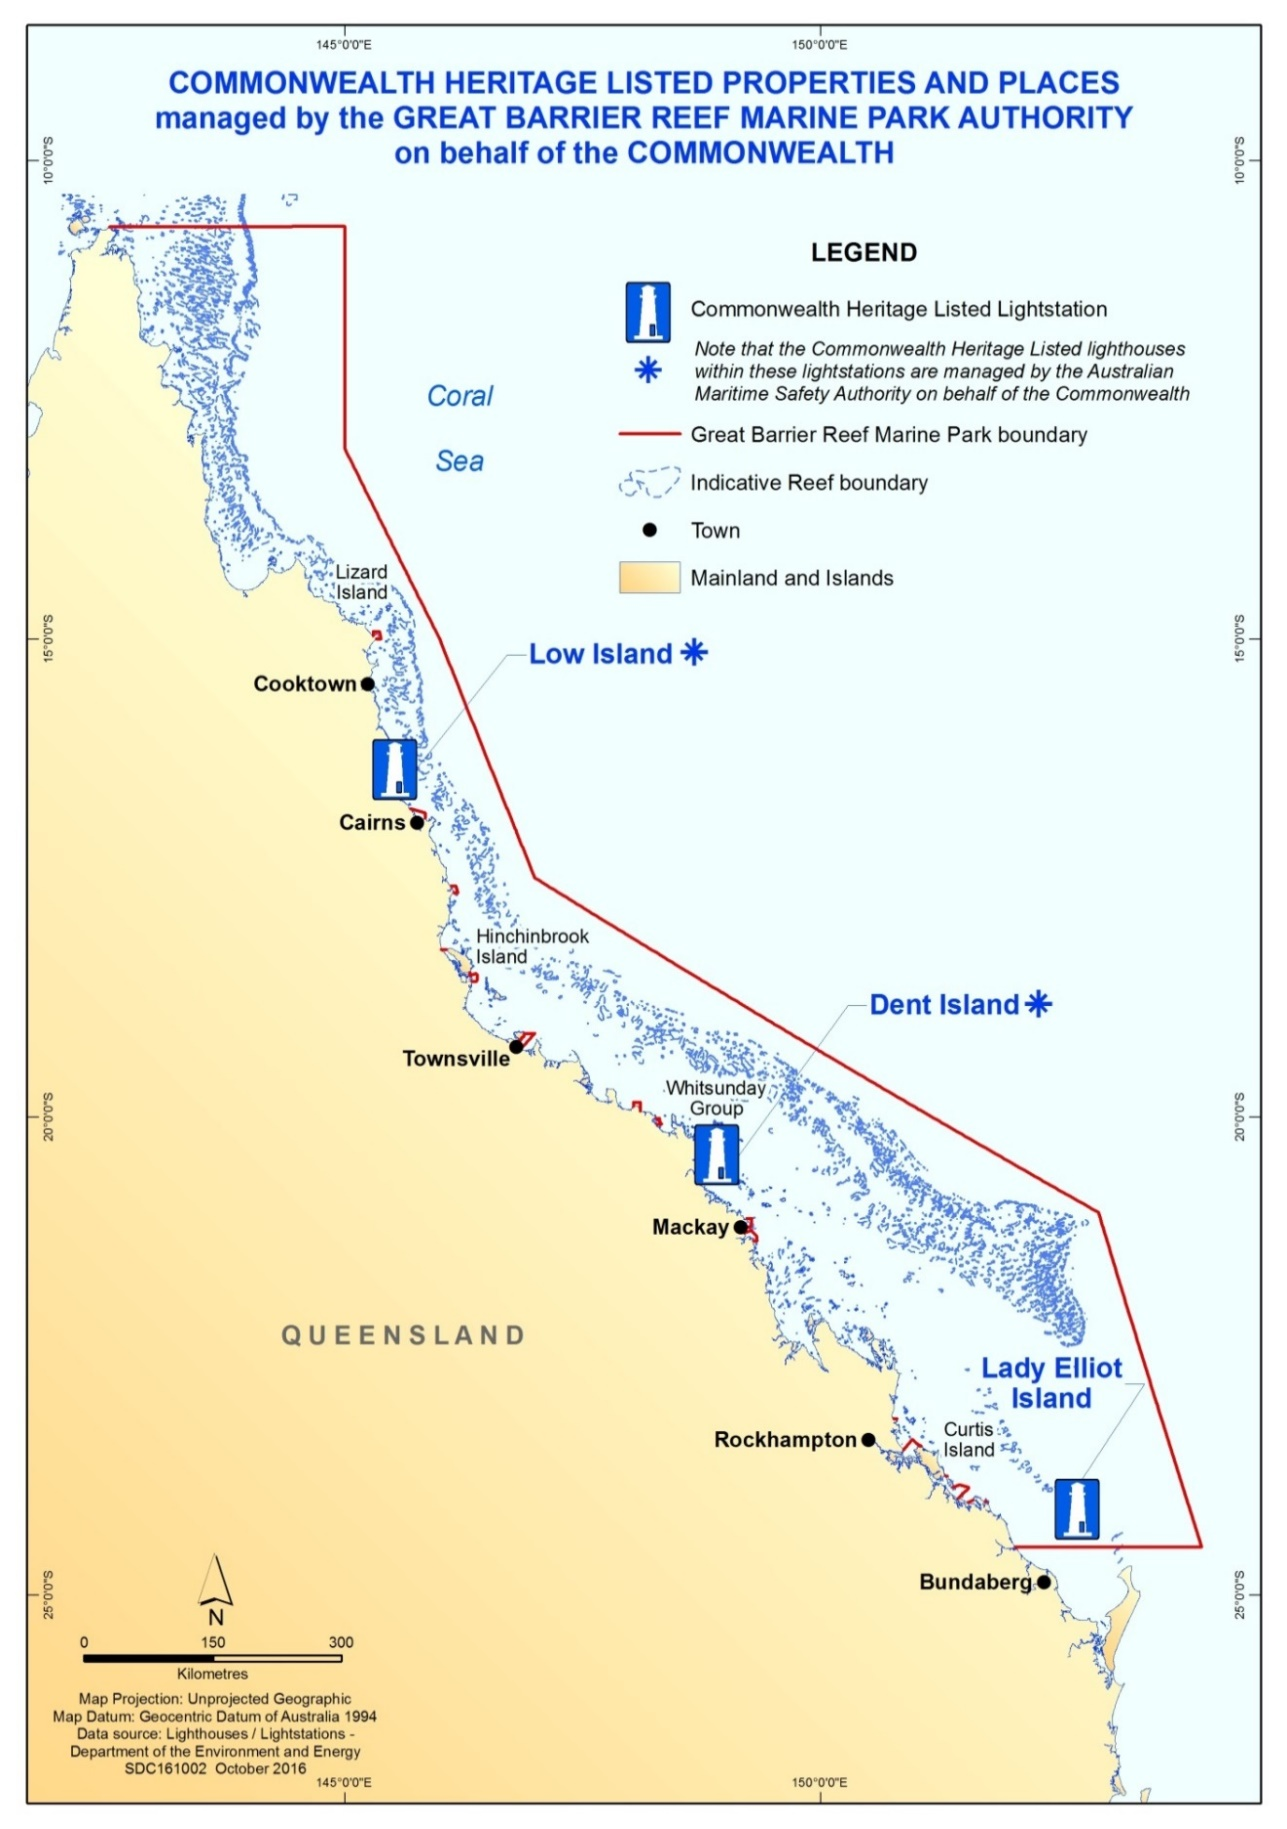 145°0'0"E
150°0'0"E
COMMONWEALTH HERITAGE LISTED PROPERTIES AND PLACES
managed by the GREAT BARRIER REEF MARINE PARK AUTHORITY
on behalf of the COMMONWEALTH
10°0'0"S
10°0'0"S
LEGEND
Commonwealth Heritage Listed Lightstation
Note that the Commonwealth Heritage Listed lighthouses
within these lightstations are managed by the Australian
Maritime Safety Authority on behalf of the Commonwealth
Great Barrier Reef Marine Park boundary
Indicative Reef boundary
Town
Mainland and Islands
Coral
Sea
Lizard
Island
15°0'0"S
15°0'0"S
Low Island
Cooktown
Cairns
Hinchinbrook
Island
Dent Island
Townsville
Whitsunday
Group
20°0'0"S
20°0'0"S
Mackay
QUEENSLAND
Lady Elliot
Island
Rockhampton
Curtis
Island
Bundaberg
25°0'0"S
25°0'0"S
N
0 150 300
Kilometres
Map Projection: Unprojected Geographic
Map Datum: Geocentric Datum of Australia 1994
Data source: Lighthouses / Lightstations -
Department of the Environment and Energy
SDC161002 October 2016
145°0'0"E
150°0'0"E